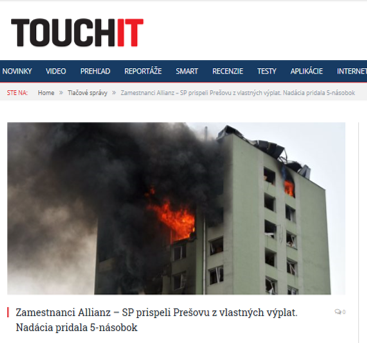 TOUCHIT
NOVINKY VIDEO PREHĽAD REPORTÁŽE SMART RECENZIE TESTY APLIKÁCIE INTERNET
STE NA: Home » Tlačové správy » Zamestnanci Allianz – SP prispeli Prešovu z vlastných výplat. Nadácia pridala 5-násobok
Zamestnanci Allianz – SP prispeli Prešovu z vlastných výplat.
0
Nadácia pridala 5-násobok